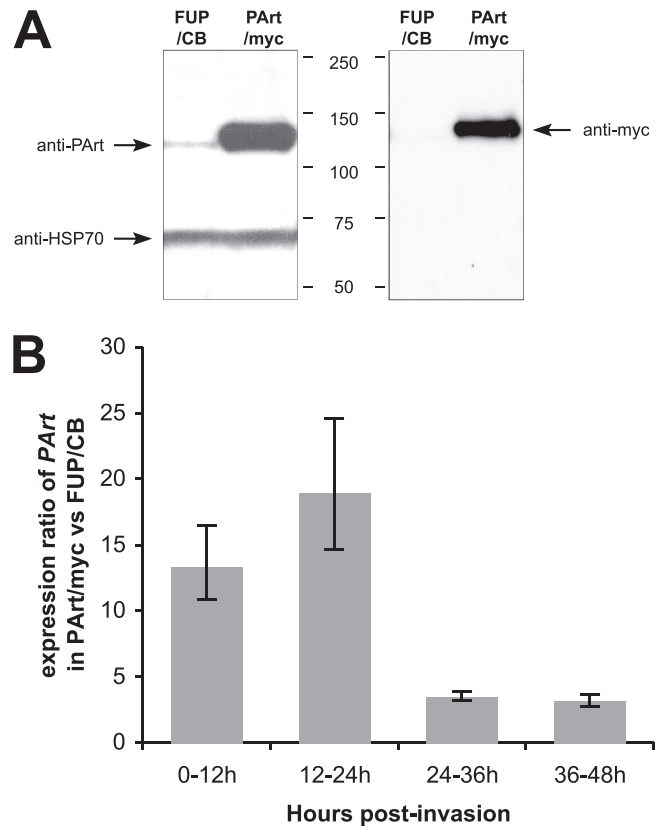 A
FUP
/CB
PArt
/myc
FUP
/CB
PArt
/myc
250
150
100
75
50
anti-PArt
anti-HSP70
anti-myc
B
expression ratio of PArt
in PArt/myc vs FUP/CB
30
25
20
15
10
5
0
0-12h 12-24h 24-36h 36-48h
Hours post-invasion